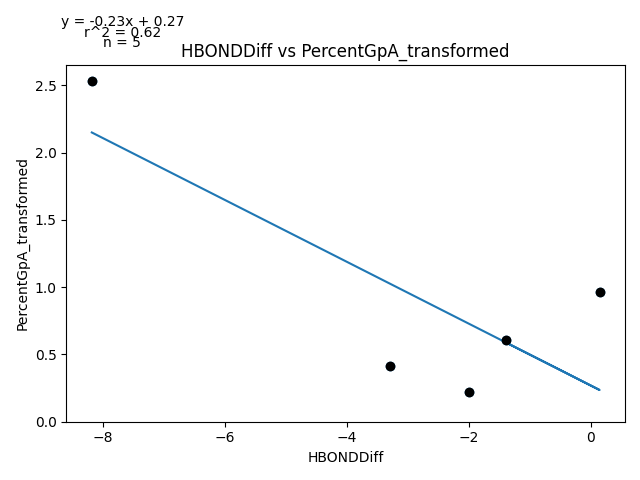 y = -0.23x + 0.27
r^2 = 0.62
n = 5
HBONDDiff vs PercentGpA_transformed
PercentGpA_transformed
2.5
2.0
1.5
1.0
0.5
0.0
−8
−6
−4
−2
0
HBONDDiff